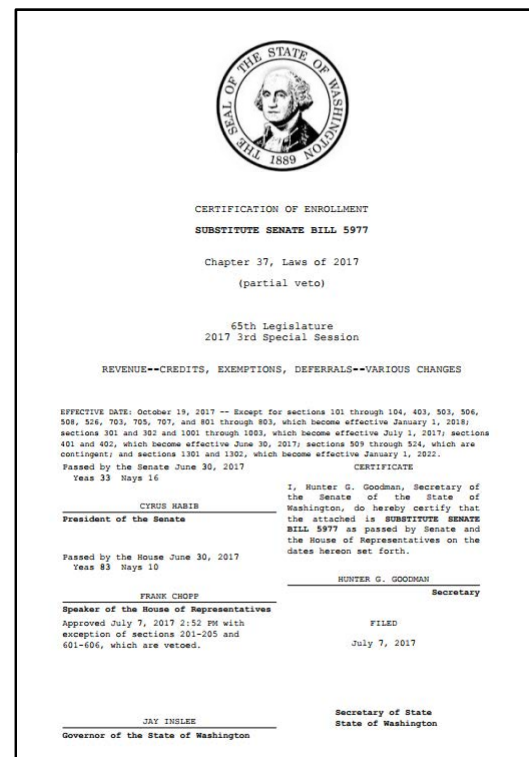 THE SEAL OF THE STATE OF WASHINGTON
1889
CERTIFICATION OF ENROLLMENT
SUBSTITUTE SENATE BILL 5977
Chapter 37, Laws of 2017
(partial veto)
65th Legislature
2017 3rd Special Session
REVENUE--CREDITS, EXEMPTIONS, DEFERRALS--VARIOUS CHANGES
EFFECTIVE DATE: October 19, 2017 -- Except for sections 101 through 104, 403, 503, 506,
508, 526, 703, 705, 707, and 801 through 803, which become effective January 1, 2018;
sections 301 and 302 and 1001 through 1003, which become effective July 1, 2017; sections
401 and 402, which become effective June 30, 2017; sections 509 through 524, which are
contingent; and sections 1301 and 1302, which become effective January 1, 2022.
Passed by the Senate June 30, 2017
Yeas 33 Nays 16
CYRUS HABIB
President of the Senate
Passed by the House June 30, 2017
Yeas 83 Nays 10
FRANK CHOPP
Speaker of the House of Representatives
Approved July 7, 2017 2:52 PM with
exception of sections 201-205 and
601-606, which are vetoed.
JAY INSLEE
Governor of the State of Washington
CERTIFICATE
I, Hunter G. Goodman, Secretary of
the Senate of the State of
Washington, do hereby certify that
the attached is SUBSTITUTE SENATE
BILL 5977 as passed by Senate and
the House of Representatives on the
dates hereon set forth.
HUNTER G. GOODMAN
Secretary
FILED
July 7, 2017
Secretary of State
State of Washington